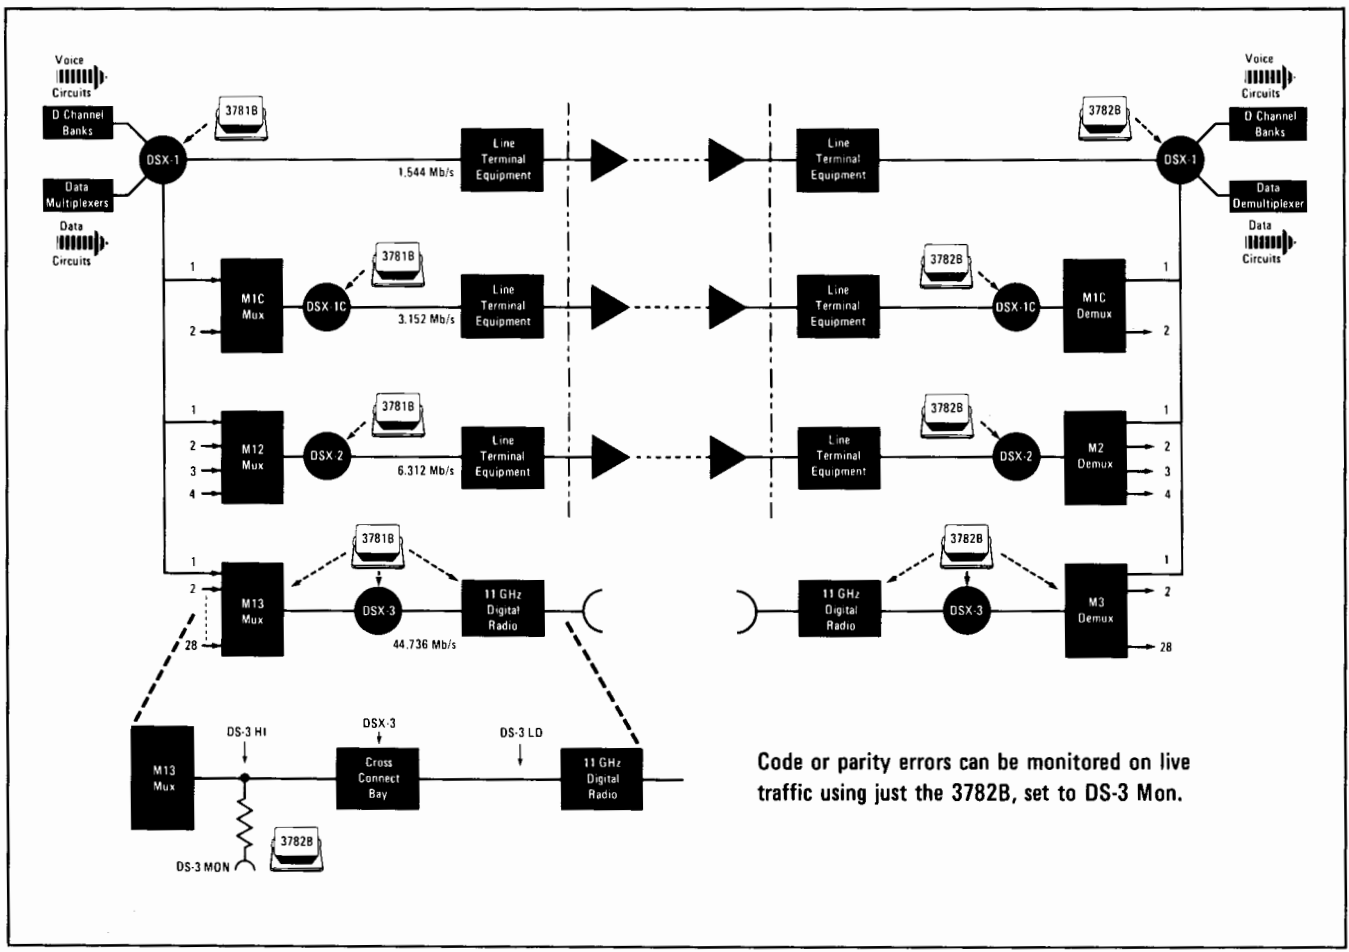 Voice
Circuits
D Channel
Banks
3781B
DSX-1
Data
Multiplexers
Data
Circuits
1.544 Mb/s
Line
Terminal
Equipment
Line
Terminal
Equipment
3782B
DSX-1
Voice
Circuits
D Channel
Banks
Data
Demultiplexer
Data
Circuits
1
2
M1C
Mux
DSX-1C
3781B
3.152 Mb/s
Line
Terminal
Equipment
Line
Terminal
Equipment
3782B
DSX-1C
M1C
Demux
1
2
1
2
3
4
M12
Mux
DSX-2
3781B
6.312 Mb/s
Line
Terminal
Equipment
Line
Terminal
Equipment
3782B
DSX-2
M2
Demux
1
2
3
4
1
2
28
M13
Mux
3781B
DSX-3
44.736 Mb/s
11 GHz
Digital
Radio
11 GHz
Digital
Radio
3782B
DSX-3
M3
Demux
1
2
28
M13
Mux
DS-3 HI
DSX-3
Cross
Connect
Bay
DS-3 LO
11 GHz
Digital
Radio
3782B
DS-3 MON
Code or parity errors can be monitored on live
traffic using just the 3782B, set to DS-3 Mon.